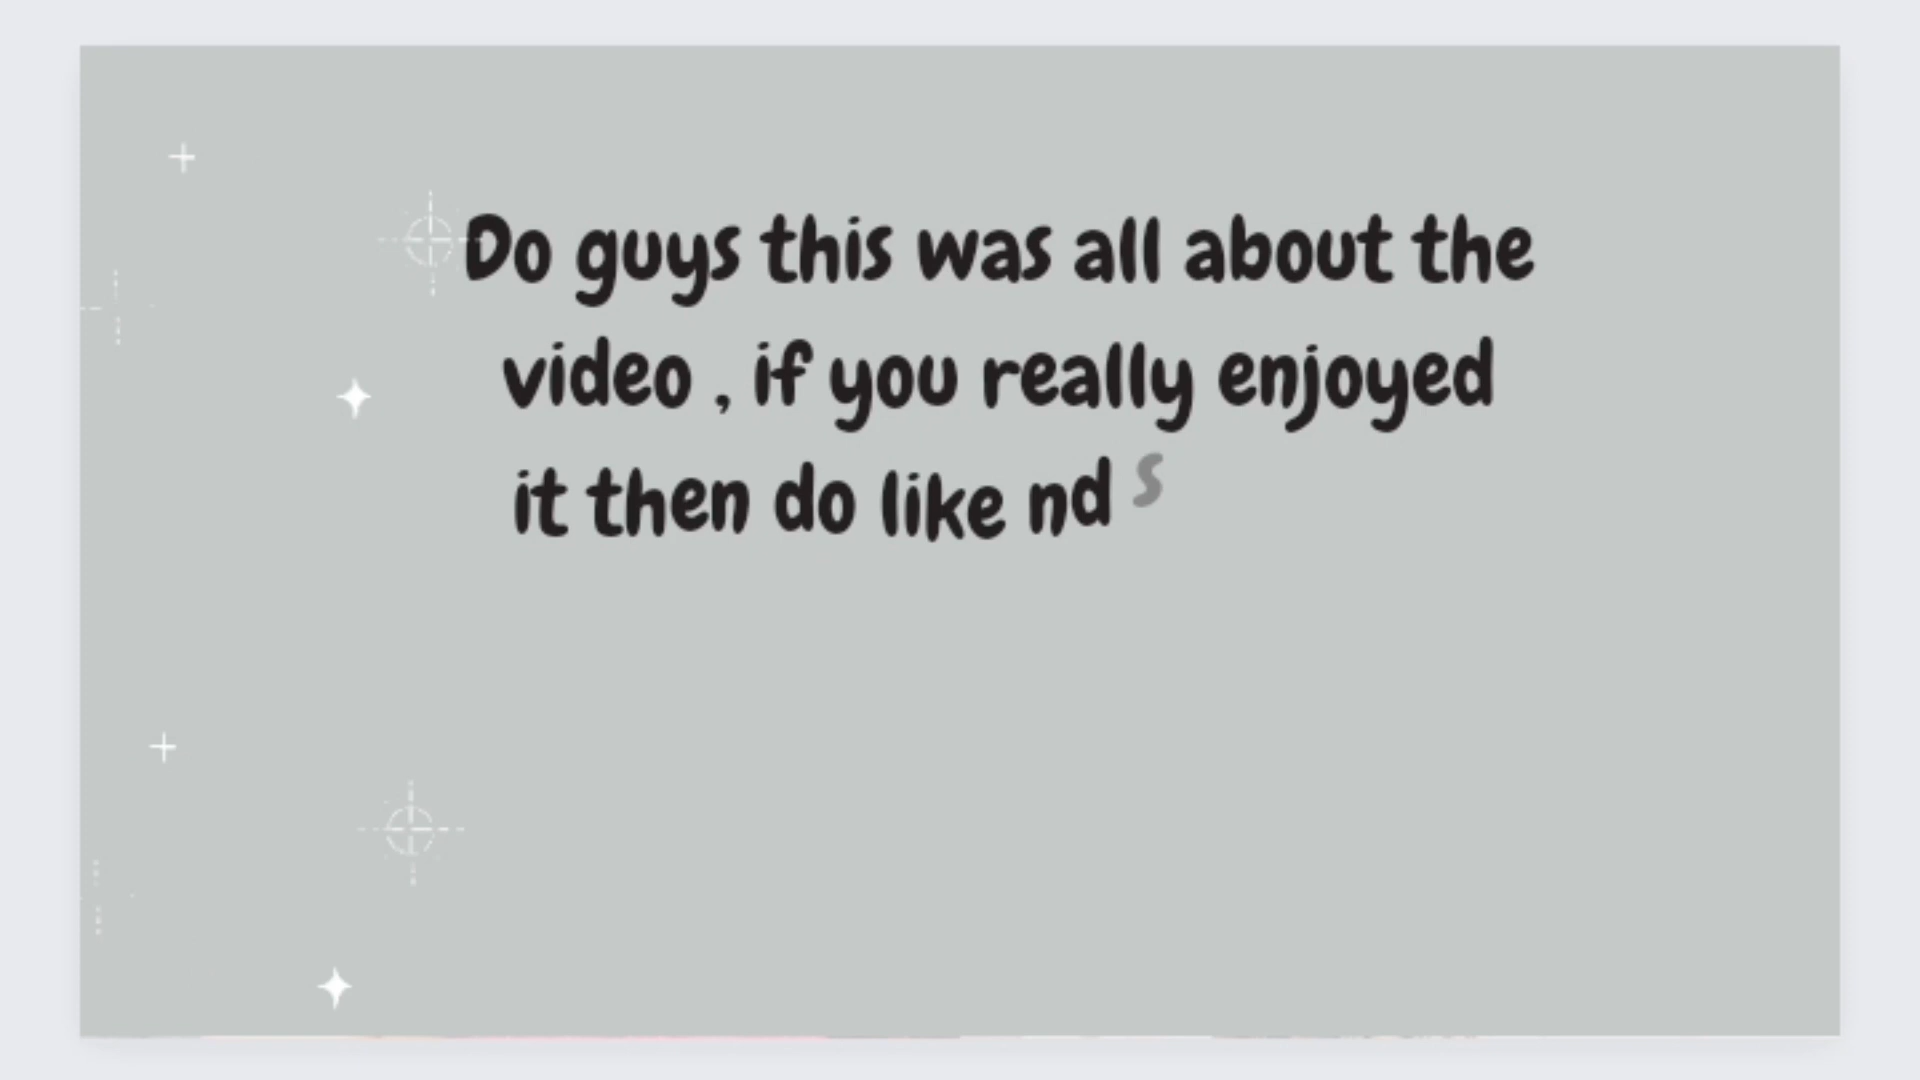 Do guys this was all about the
video , if you really enjoyed
it then do like nd s